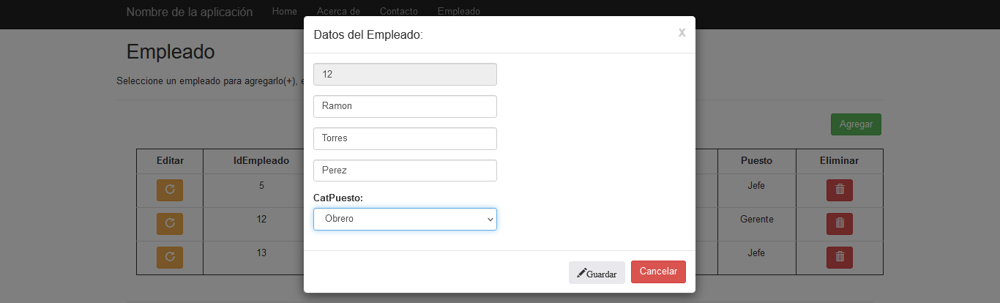 Nombre de la aplicación Home Acerca de Contacto Empleado
Datos del Empleado: x
Empleado
Seleccione un empleado para agregarlo(+), e
12
Ramon
Torres
Perez
CatPuesto:
Obrero
Guardar Cancelar
Agregar
Editar IdEmpleado Puesto Eliminar
5 Jefe
12 Gerente
13 Jefe